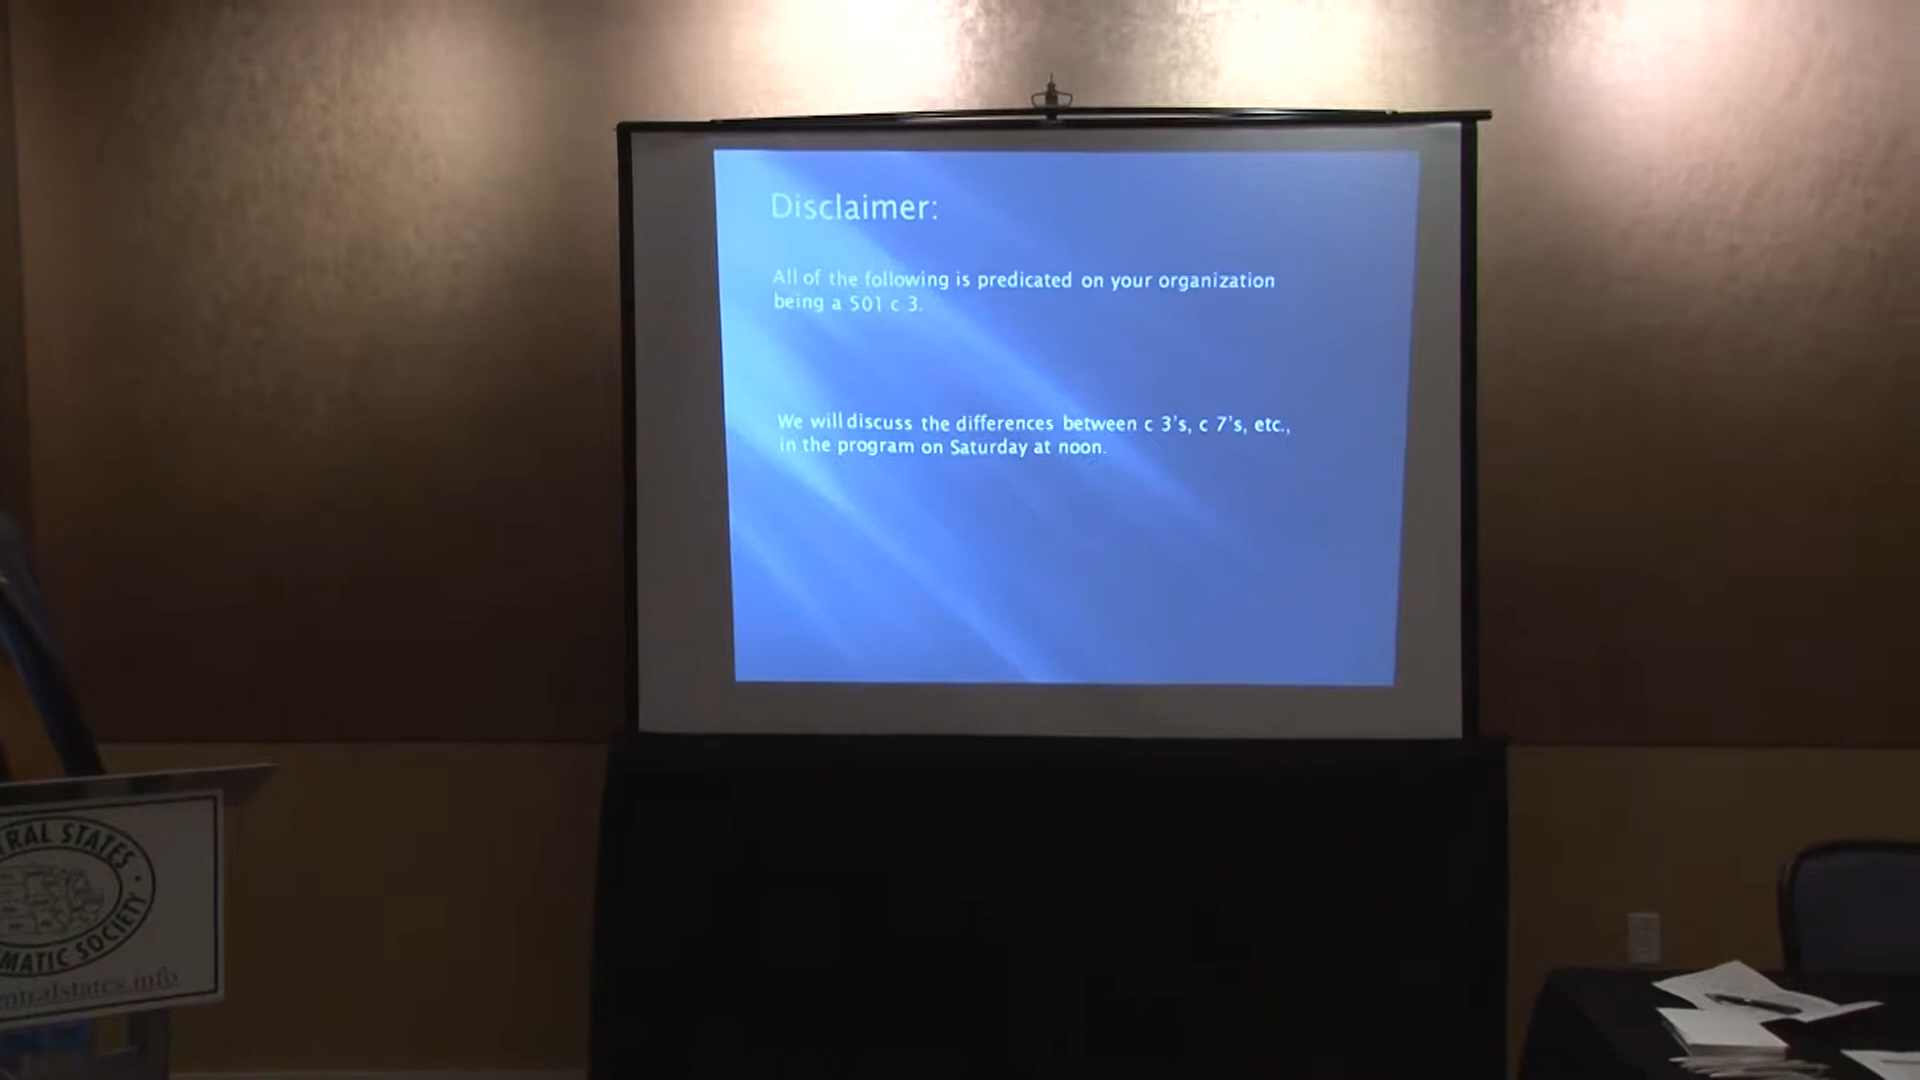 Disclaimer:
All of the following is predicated on your organization
being a 501 c 3.
We will discuss the differences between c 3's, c 7's, etc.,
in the program on Saturday at noon.
RAL STATES
MATIC SOCIETY
ntralstates.info